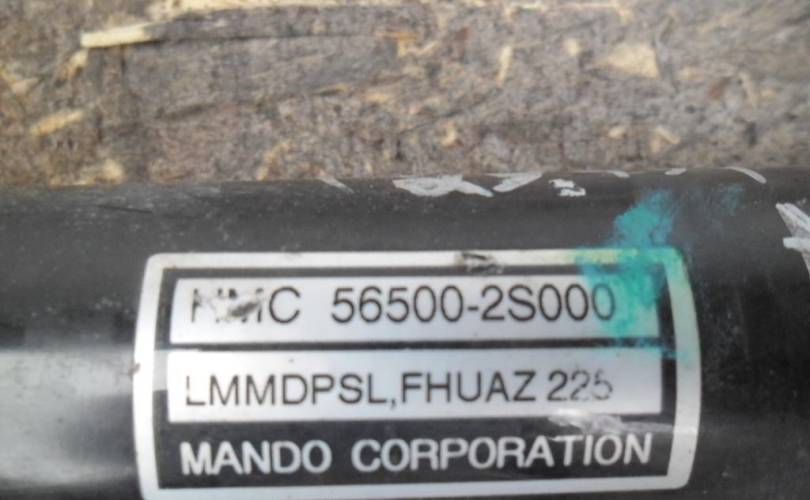 HMC 56500-2S000
LMMDPSL,FHUAZ 225
MANDO CORPORATION